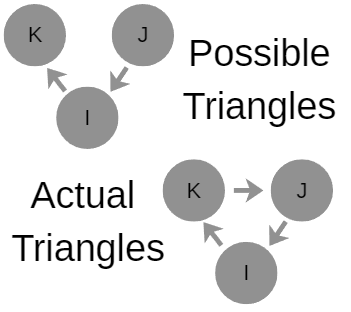 K J
Possible
Triangles
I
K J
Actual
Triangles
I